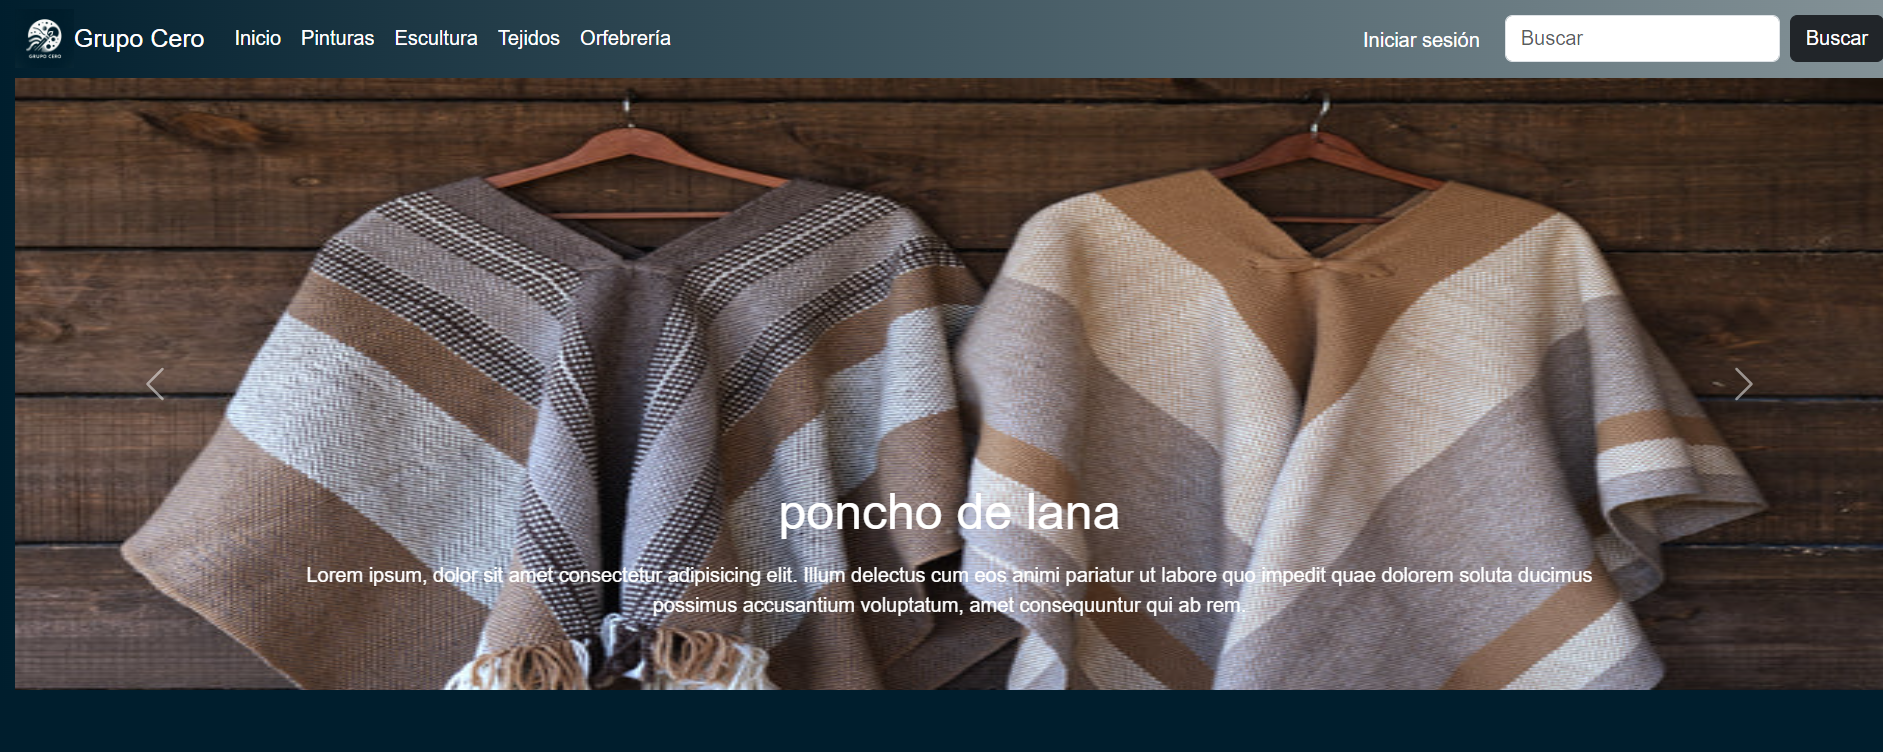 GRUPO CERO
Grupo Cero Inicio Pinturas Escultura Tejidos Orfebrería Iniciar sesión Buscar Buscar
poncho de lana
Lorem ipsum, dolor sit amet consectetur adipisicing elit. Illum delectus cum eos animi pariatur ut labore quo impedit quae dolorem soluta ducimus
possimus accusantium voluptatum, amet consequuntur qui ab rem.